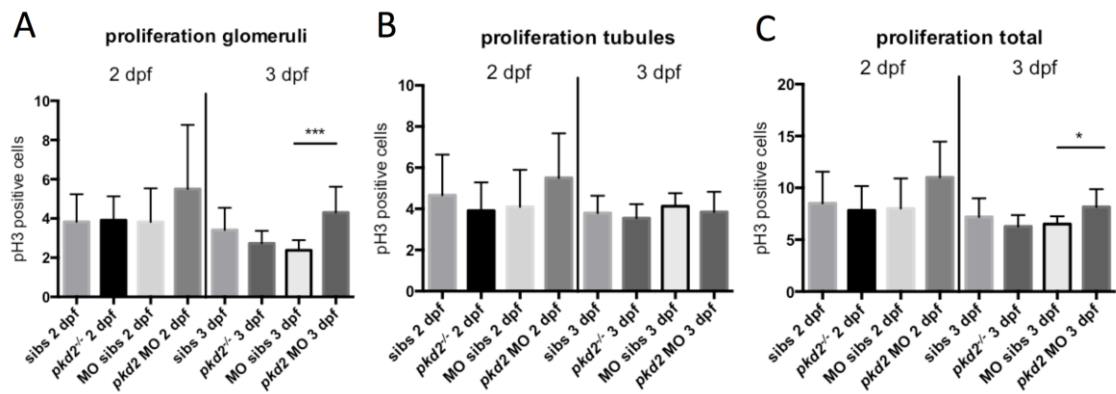 A
proliferation glomeruli
2 dpf
3 dpf
pH3 positive cells
10
8
6
4
2
0
***
sibs 2 dpf
pkd2-/- 2 dpf
MO sibs 2 dpf
pkd2 MO 2 dpf
sibs 3 dpf
pkd2-/- 3 dpf
MO sibs 3 dpf
pkd2 MO 3 dpf
B
proliferation tubules
2 dpf
3 dpf
pH3 positive cells
10
8
6
4
2
0
sibs 2 dpf
pkd2-/- 2 dpf
MO sibs 2 dpf
pkd2 MO 2 dpf
sibs 3 dpf
pkd2-/- 3 dpf
MO sibs 3 dpf
pkd2 MO 3 dpf
C
proliferation total
2 dpf
3 dpf
pH3 positive cells
20
15
10
5
0
*
sibs 2 dpf
pkd2-/- 2 dpf
MO sibs 2 dpf
pkd2 MO 2 dpf
sibs 3 dpf
pkd2-/- 3 dpf
MO sibs 3 dpf
pkd2 MO 3 dpf